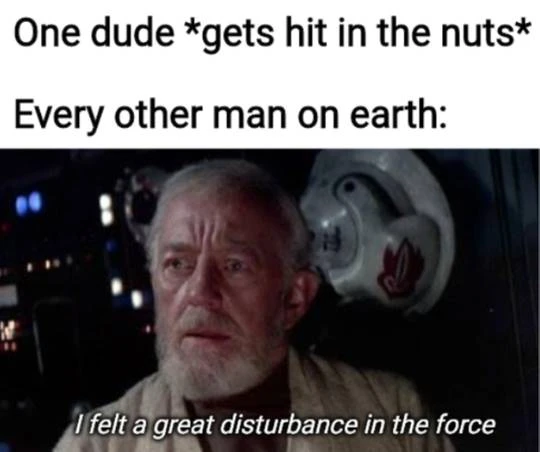 One dude *gets hit in the nuts*
Every other man on earth:
I felt a great disturbance in the force